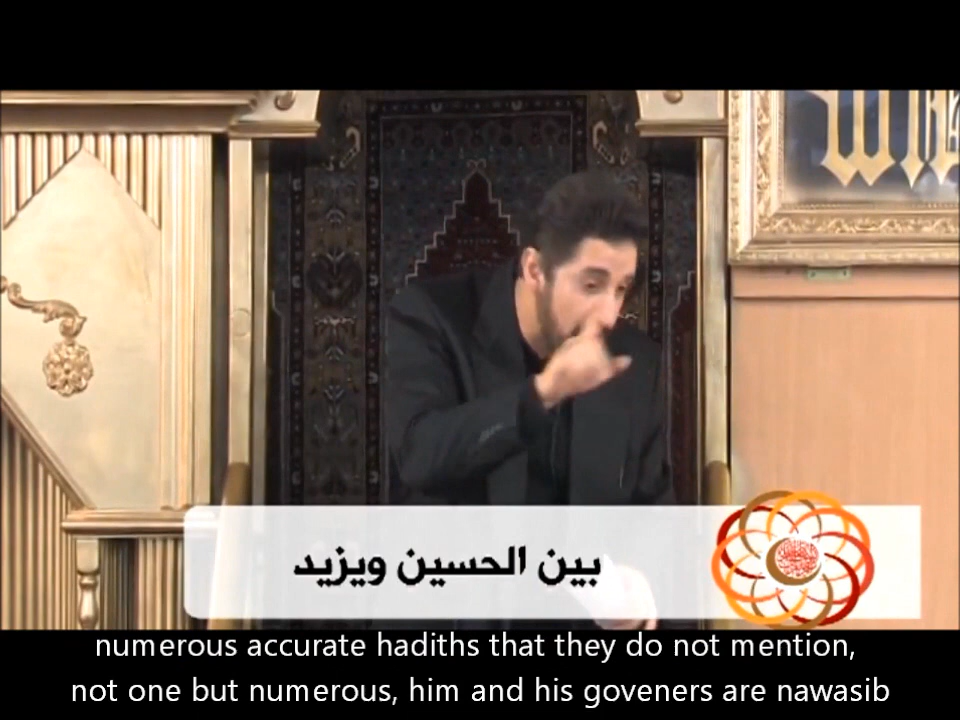 بين الحسين ويزيد
numerous accurate hadiths that they do not mention,
not one but numerous, him and his goveners are nawasib